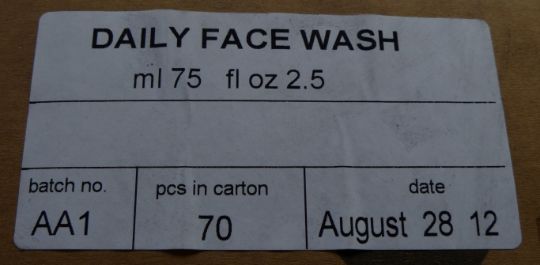 DAILY FACE WASH
ml 75 fl oz 2.5
batch no. pcs in carton date
AA1 70 August 28 12